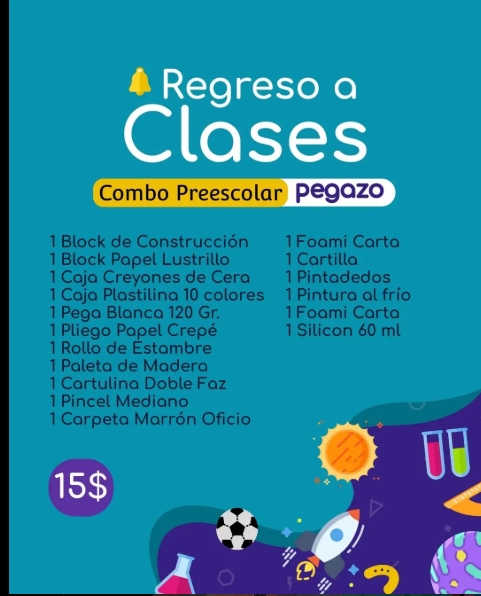 Regreso a
Clases
Combo Preescolar pegazo
1 Block de Construcción
1 Block Papel Lustrillo
1 Caja Creyones de Cera
1 Caja Plastilina 10 colores
1 Pega Blanca 120 Gr.
1 Pliego Papel Crepé
1 Rollo de Estambre
1 Paleta de Madera
1 Cartulina Doble Faz
1 Pincel Mediano
1 Carpeta Marrón Oficio
1 Foami Carta
1 Cartilla
1 Pintadedos
1 Pintura al frío
1 Foami Carta
1 Silicon 60 ml
15$